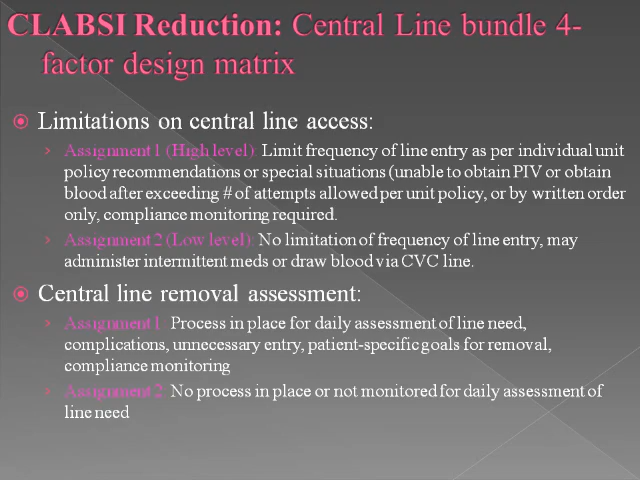 CLABSI Reduction: Central Line bundle 4-
factor design matrix
Limitations on central line access:
Assignment 1 (High level): Limit frequency of line entry as per individual unit
policy recommendations or special situations (unable to obtain PIV or obtain
blood after exceeding # of attempts allowed per unit policy, or by written order
only, compliance monitoring required.
Assignment 2 (Low level): No limitation of frequency of line entry, may
administer intermittent meds or draw blood via CVC line.
Central line removal assessment:
Assignment 1 Process in place for daily assessment of line need,
complications, unnecessary entry, patient-specific goals for removal,
compliance monitoring
Assignment 2 No process in place or not monitored for daily assessment of
line need